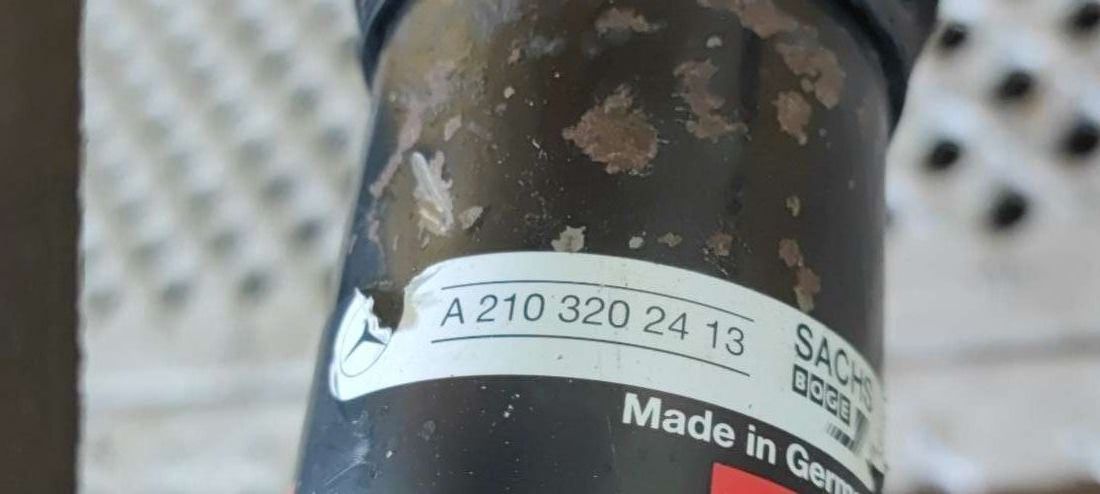 A 210 320 24 13
SACHS
BOGE
Made in Germ